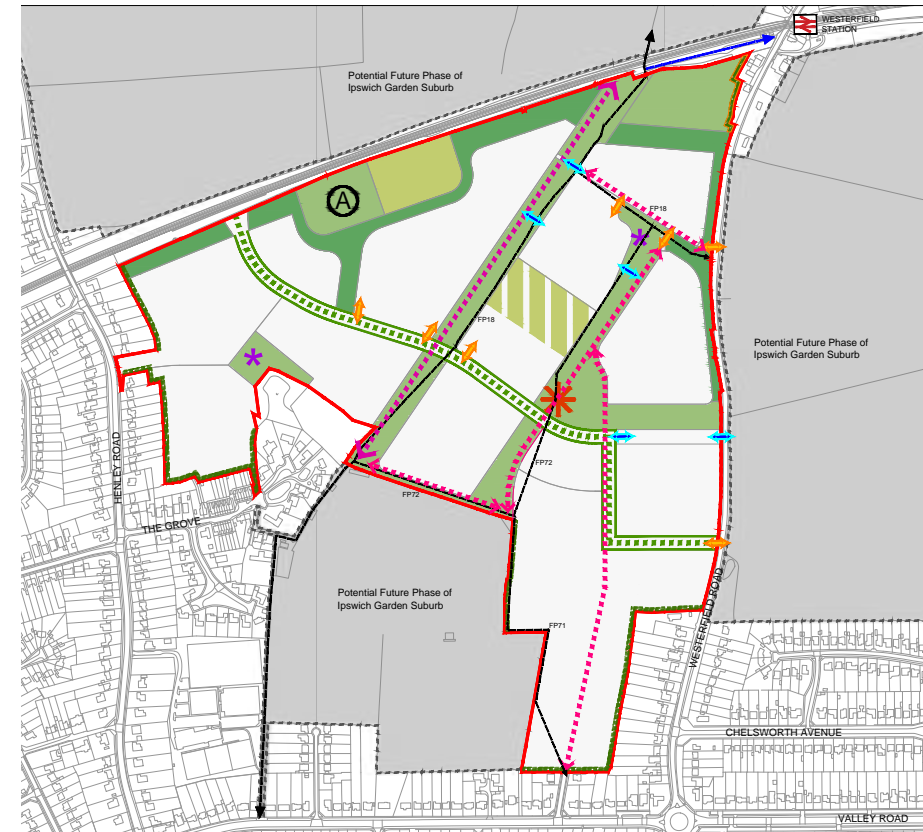 WESTERFIELD
STATION
Potential Future Phase of
Ipswich Garden Suburb
A
FP18
FP18
Potential Future Phase of
Ipswich Garden Suburb
HENLEY ROAD
FP72
FP72
THE GROVE
Potential Future Phase of
Ipswich Garden Suburb
WESTERFIELD ROAD
FP71
CHELSWORTH AVENUE
VALLEY ROAD